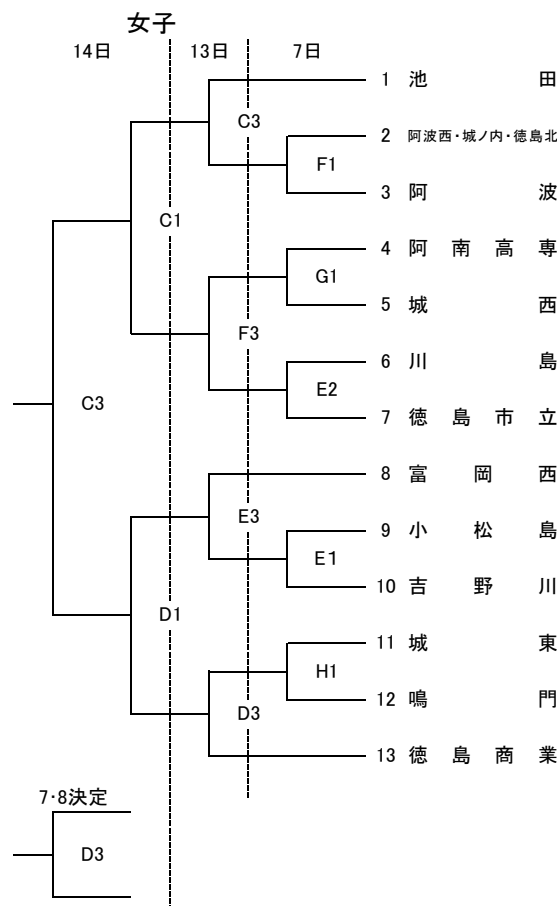 女子
14日 13日 7日
1 池田
C3
2 阿波西・城ノ内・徳島北
F1
3 阿波
C1
4 阿南高専
G1
5 城西
F3
6 川島
E2
C3
7 徳島市立
8 富岡西
E3
9 小松島
E1
10 吉野川
D1
11 城東
H1
12 鳴門
D3
13 徳島商業
7・8決定
D3